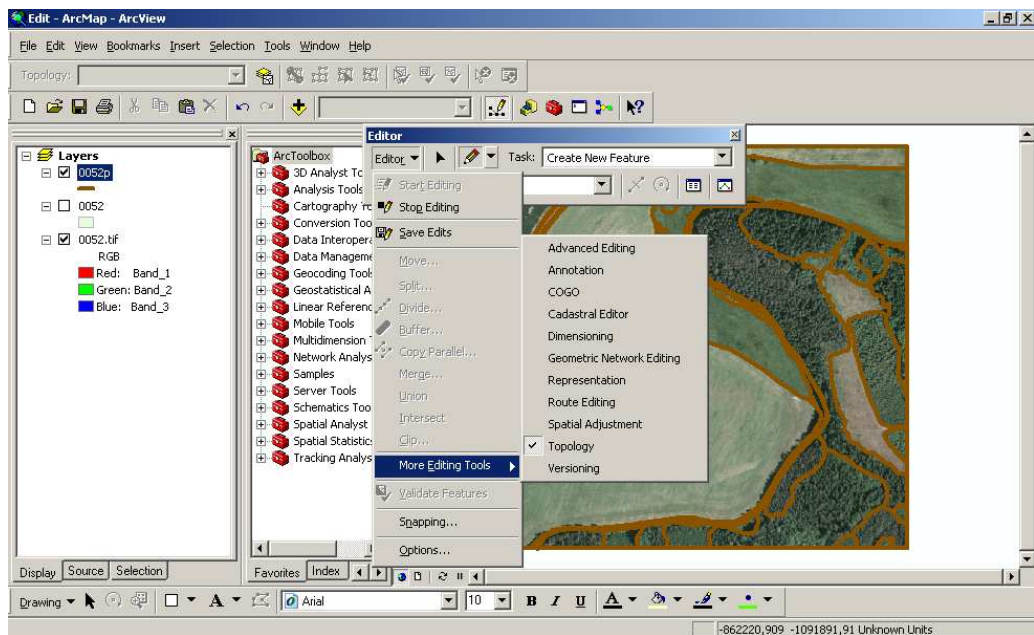 Edit - ArcMap - ArcView
File Edit View Bookmarks Insert Selection Tools Window Help
Topology:
Editor
Layers
0052p
0052
0052.tif
RGB
Red: Band_1
Green: Band_2
Blue: Band_3
Display Source Selection
ArcToolbox
3D Analyst To
Analysis Tools
Cartography
Conversion Too
Data Interopera
Data Manageme
Geocoding Tool
Geostatistical A
Linear Referenc
Mobile Tools
Multidimension
Network Analys
Samples
Server Tools
Schematics Too
Spatial Analyst
Spatial Statistic
Tracking Analys
Favorites Index
Editor Task: Create New Feature
Start Editing
Stop Editing
Save Edits
Move...
Split...
Divide...
Buffer...
Copy Parallel...
Merge...
Union
Intersect
Clip...
More Editing Tools
Validate Features
Snapping...
Options...
Advanced Editing
Annotation
COGO
Cadastral Editor
Dimensioning
Geometric Network Editing
Representation
Route Editing
Spatial Adjustment
Topology
Versioning
Drawing A Arial 10 B I U A
-862220,909 -1091891,91 Unknown Units